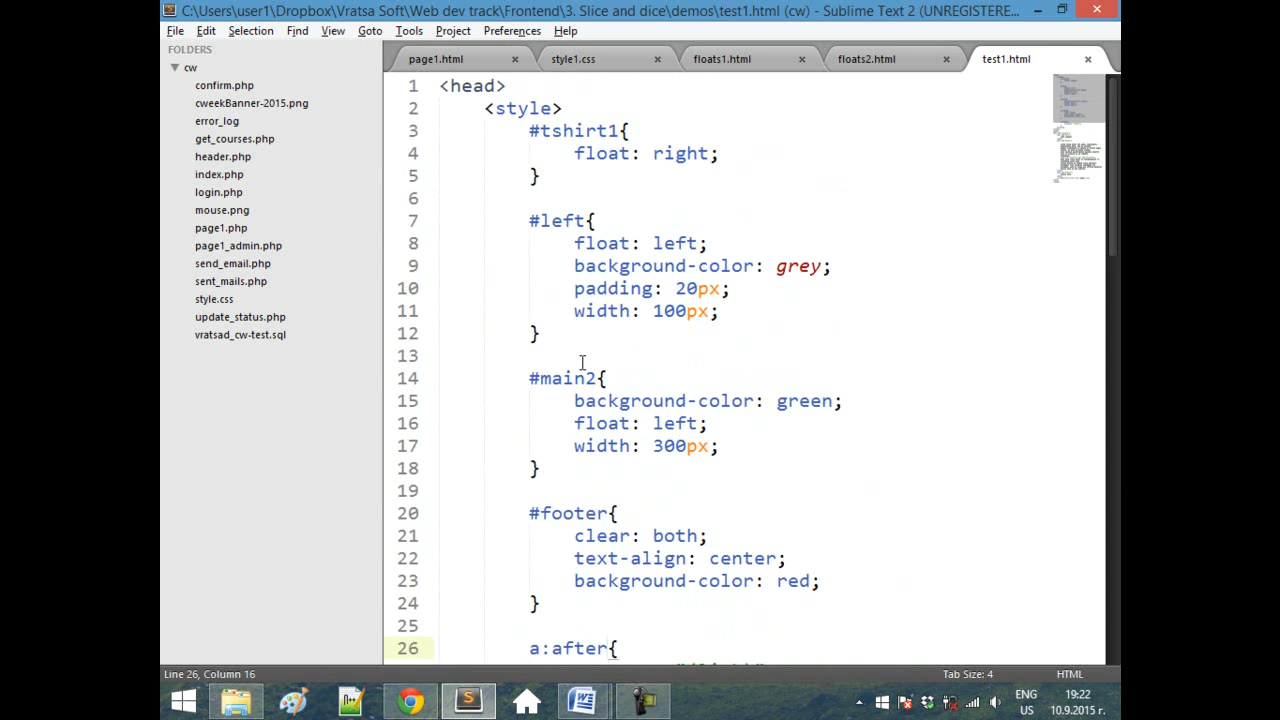 C:\Users\user1\Dropbox\Vratsa Soft\Web dev track\Frontend\3. Slice and dice\demos\test1.html (cw) - Sublime Text 2 (UNREGISTERE...
File Edit Selection Find View Goto Tools Project Preferences Help
FOLDERS
cw
confirm.php
cweekBanner-2015.png
error_log
get_courses.php
header.php
index.php
login.php
mouse.png
page1.php
page1_admin.php
send_email.php
sent_mails.php
style.css
update_status.php
vratsad_cw-test.sql
page1.html style1.css floats1.html floats2.html test1.html
1 <head>
2 <style>
3 #tshirt1{
4 float: right;
5 }
6
7 #left{
8 float: left;
9 background-color: grey;
10 padding: 20px;
11 width: 100px;
12 }
13
14 #main2{
15 background-color: green;
16 float: left;
17 width: 300px;
18 }
19
20 #footer{
21 clear: both;
22 text-align: center;
23 background-color: red;
24 }
25
26 a:after{
Line 26, Column 16 Tab Size: 4 HTML
ENG 19:22
US 10.9.2015 г.